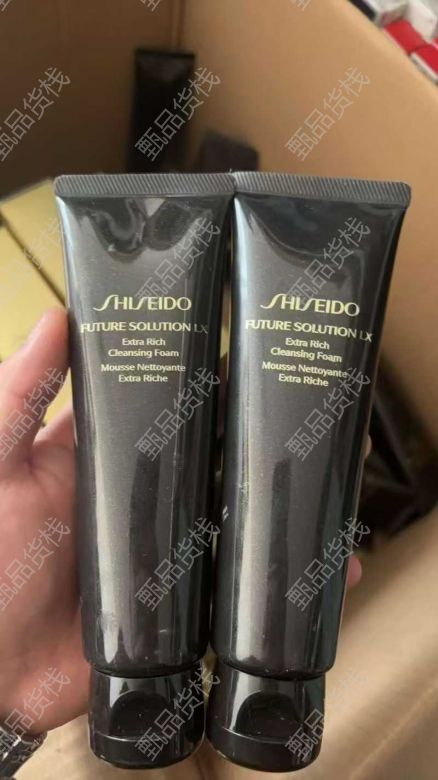 SHISEIDO
FUTURE SOLUTION LX
Extra Rich
Cleansing Foam
Mousse Nettoyante
Extra Riche
SHISEIDO
FUTURE SOLUTION LX
Extra Rich
Cleansing Foam
Mousse Nettoyante
Extra Riche
甄品货栈